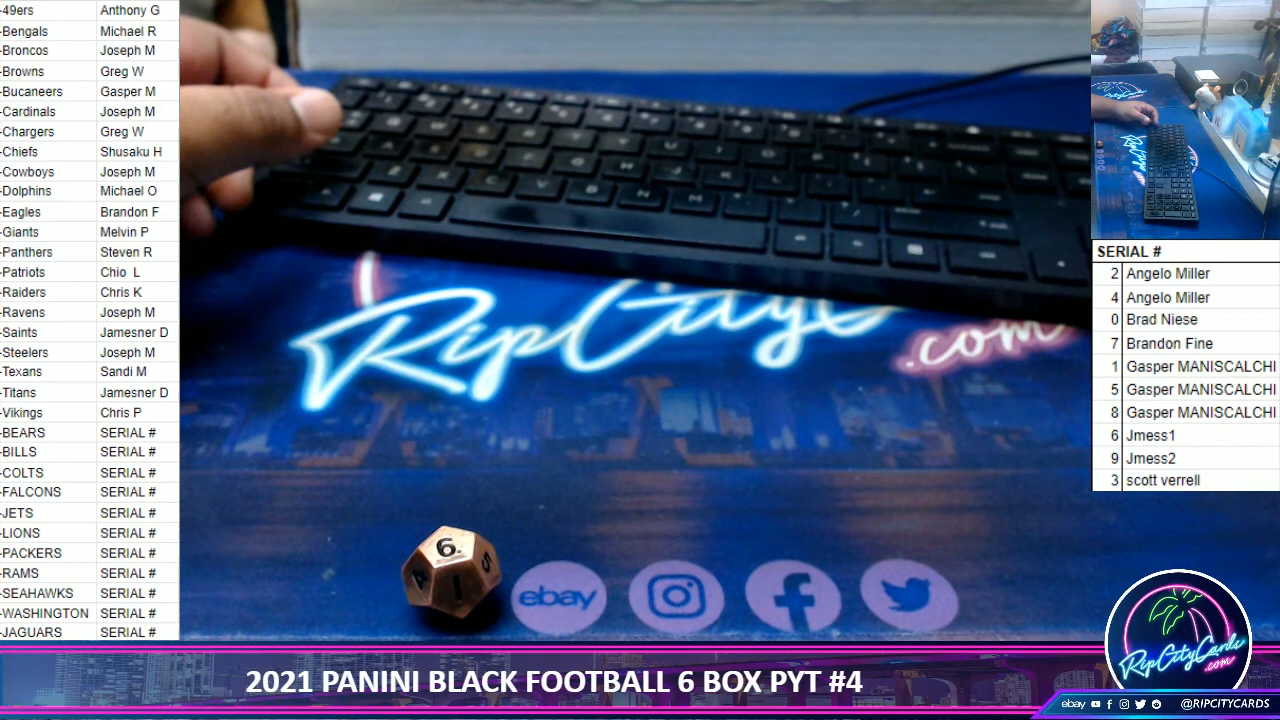 -49ers Anthony G
-Bengals Michael R
-Broncos Joseph M
-Browns Greg W
-Bucaneers Gasper M
-Cardinals Joseph M
-Chargers Greg W
-Chiefs Shusaku H
-Cowboys Joseph M
-Dolphins Michael O
-Eagles Brandon F
-Giants Melvin P
-Panthers Steven R
-Patriots Chio L
-Raiders Chris K
-Ravens Joseph M
-Saints Jamesner D
-Steelers Joseph M
-Texans Sandi M
-Titans Jamesner D
-Vikings Chris P
-BEARS SERIAL #
-BILLS SERIAL #
-COLTS SERIAL #
-FALCONS SERIAL #
-JETS SERIAL #
-LIONS SERIAL #
-PACKERS SERIAL #
-RAMS SERIAL #
-SEAHAWKS SERIAL #
-WASHINGTON SERIAL #
-JAGUARS SERIAL #
RipCity
.com
6.
4 1 5
ebay
SERIAL #
2 Angelo Miller
4 Angelo Miller
0 Brad Niese
7 Brandon Fine
1 Gasper MANISCALCHI
5 Gasper MANISCALCHI
8 Gasper MANISCALCHI
6 Jmess1
9 Jmess2
3 scott verrell
RipCityCards
.com
2021 PANINI BLACK FOOTBALL 6 BOX PYT #4
ebay @RIPCITYCARDS